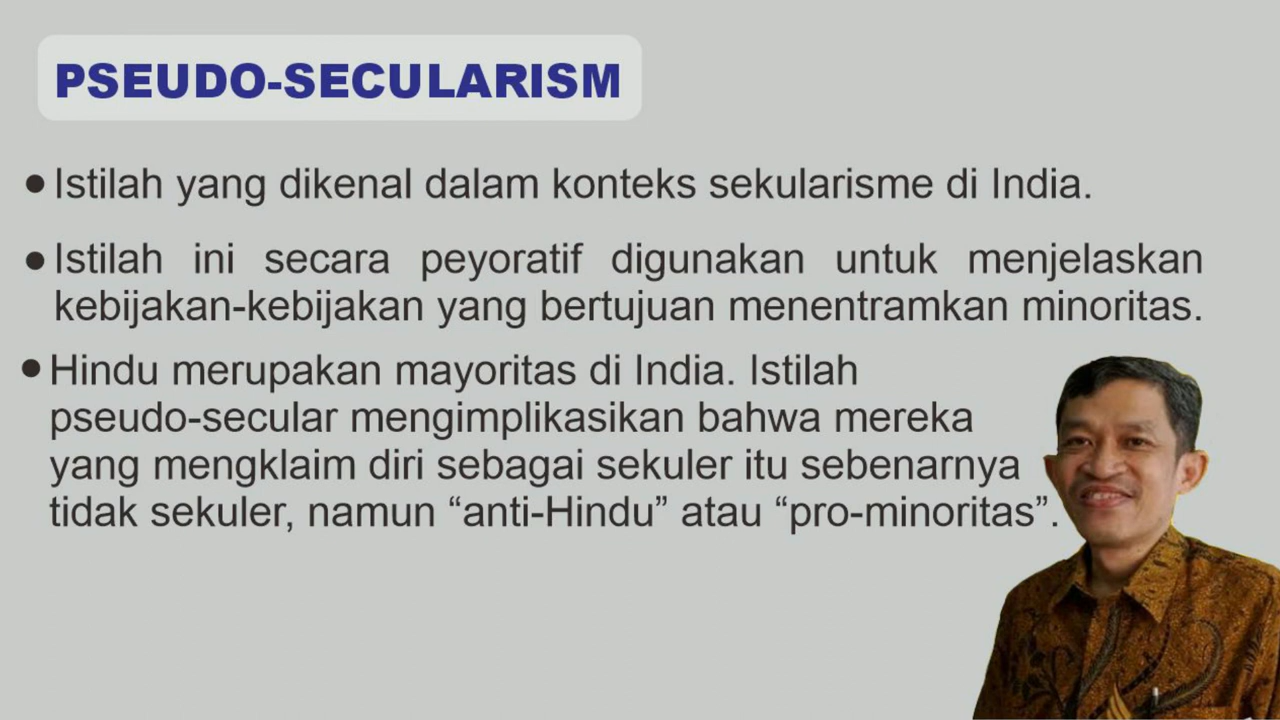 PSEUDO-SECULARISM
• Istilah yang dikenal dalam konteks sekularisme di India.
• Istilah ini secara peyoratif digunakan untuk menjelaskan
kebijakan-kebijakan yang bertujuan menentramkan minoritas.
• Hindu merupakan mayoritas di India. Istilah
pseudo-secular mengimplikasikan bahwa mereka
yang mengklaim diri sebagai sekuler itu sebenarnya
tidak sekuler, namun “anti-Hindu” atau “pro-minoritas”.